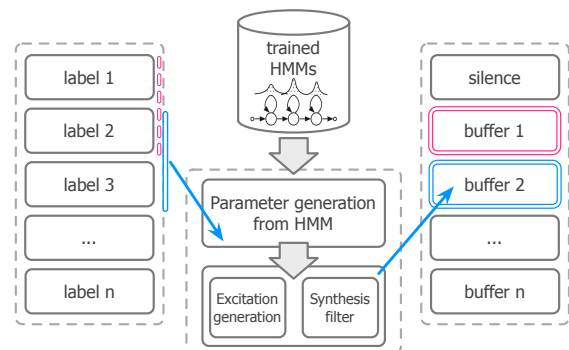 label 1
label 2
label 3
...
label n
trained
HMMs
Parameter generation
from HMM
Excitation
generation
Synthesis
filter
silence
buffer 1
buffer 2
...
buffer n